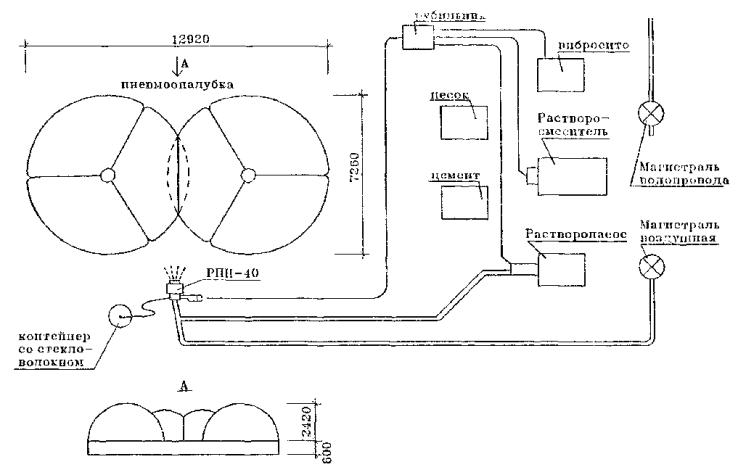 12920
А
пневмоопалубка
7260
рубильник
вибросито
песок
Растворо-
смеситель
цемент
Магистраль
водопровода
Растворонасос
Магистраль
воздушная
РПН-40
контейнер
со стекло-
волокном
А
2420
600